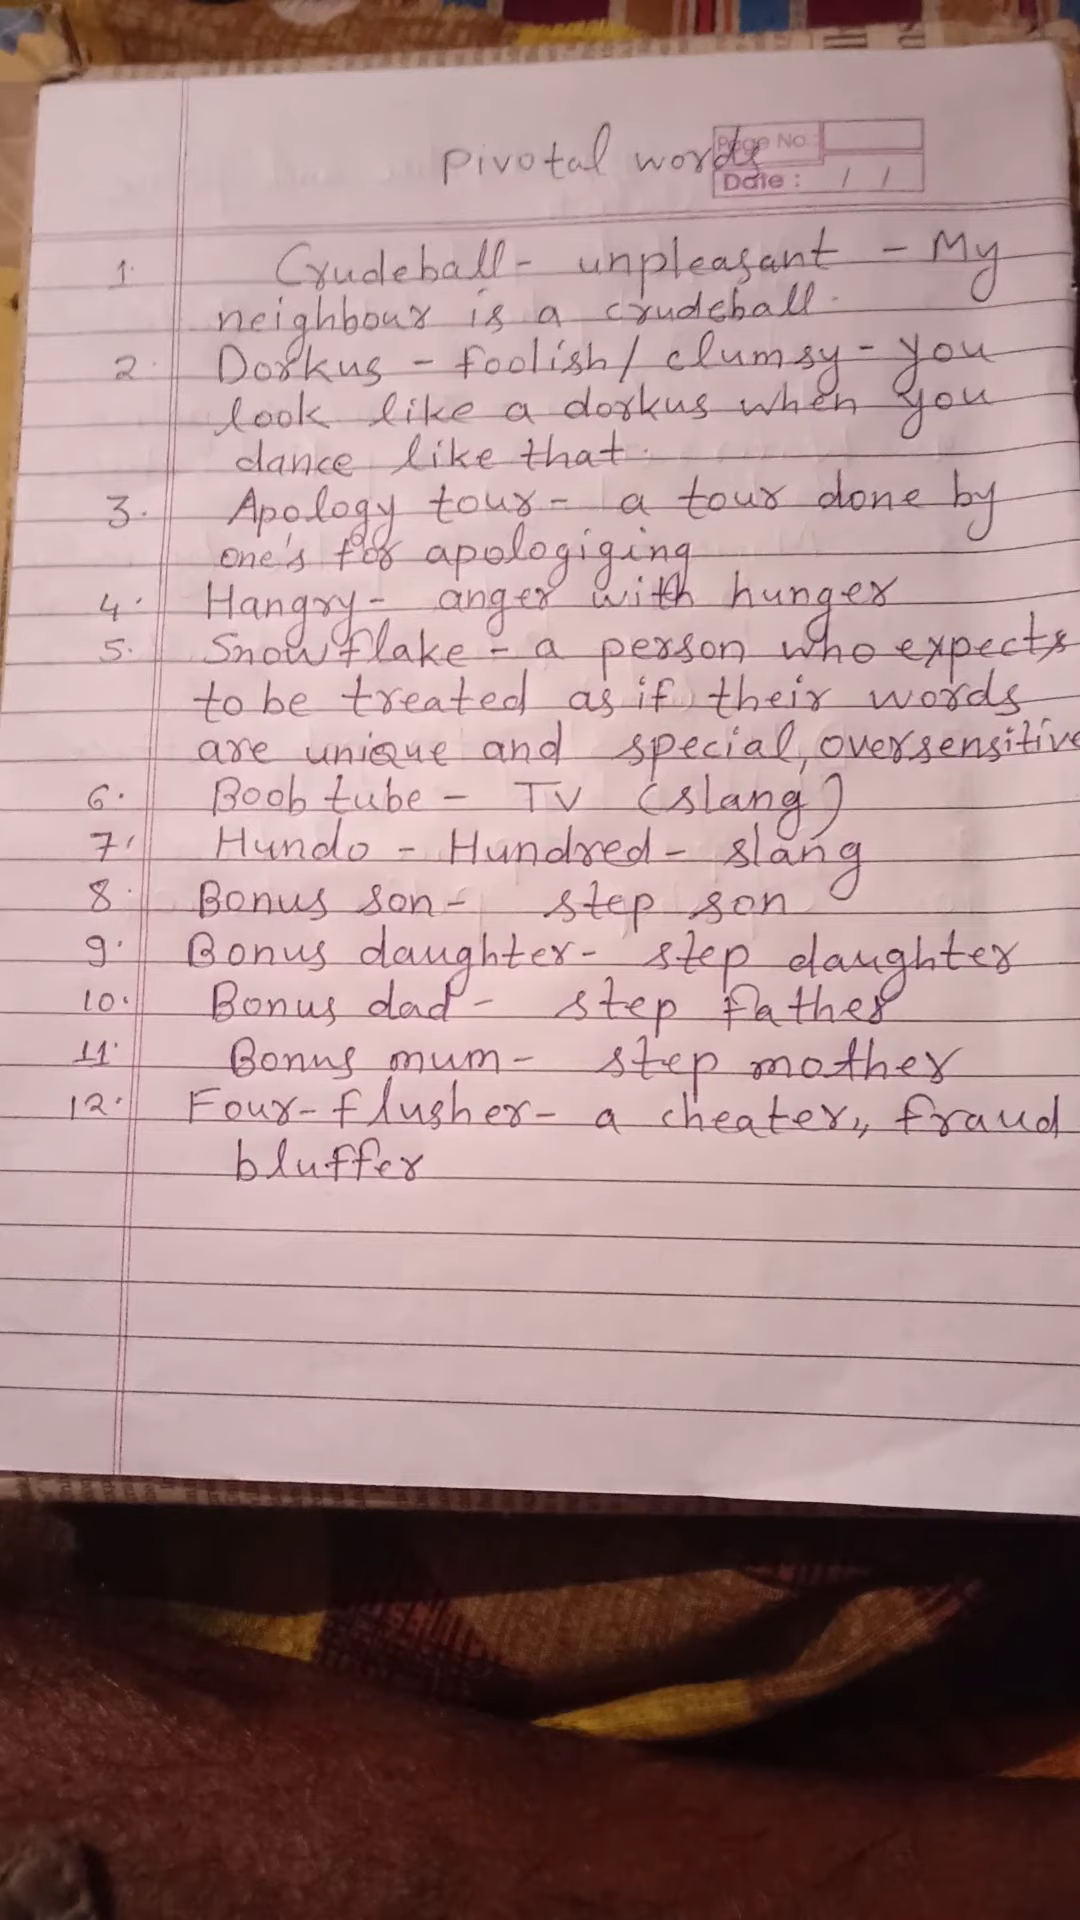 Pivotal words
Page No.:
Date : / /
1. Crudeball - unpleasant - My
neighbour is a crudeball.
2. Dorkus - foolish / clumsy - you
look like a dorkus when you
dance like that.
3. Apology tour - a tour done by
one's for apologiging
4. Hangry - anger with hunger
5. Snowflake - a person who expects
to be treated as if their words
are unique and special, oversensitive
6. Boob tube - TV (slang)
7. Hundo - Hundred - slang
8. Bonus son - step son
9. Bonus daughter - step daughter
10. Bonus dad - step father
11. Bonus mum - step mother
12. Four-flusher - a cheater,, fraud
bluffer